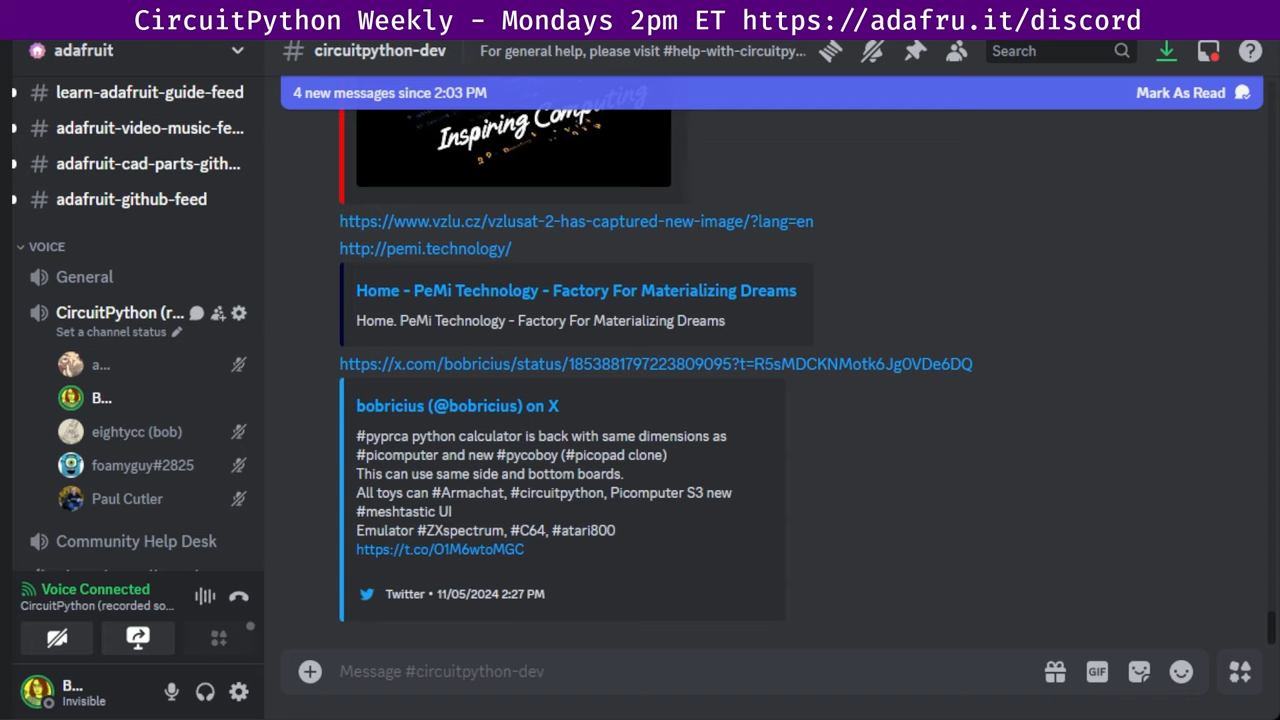 CircuitPython Weekly - Mondays 2pm ET https://adafru.it/discord
adafruit
# circuitpython-dev
For general help, please visit #help-with-circuitpy...
Search
4 new messages since 2:03 PM
Mark As Read
# learn-adafruit-guide-feed
# adafruit-video-music-fe...
# adafruit-cad-parts-gith...
# adafruit-github-feed
VOICE
General
CircuitPython (r...
Set a channel status
a...
B...
eightycc (bob)
foamyguy#2825
Paul Cutler
Community Help Desk
Voice Connected
CircuitPython (recorded so...
B...
Invisible
Inspiring Computing
https://www.vzlu.cz/vzlusat-2-has-captured-new-image/?lang=en
http://pemi.technology/
Home - PeMi Technology - Factory For Materializing Dreams
Home. PeMi Technology - Factory For Materializing Dreams
https://x.com/bobricius/status/1853881797223809095?t=R5sMDCKNMotk6Jg0VDe6DQ
bobricius (@bobricius) on X
#pyprca python calculator is back with same dimensions as
#picomputer and new #pycoboy (#picopad clone)
This can use same side and bottom boards.
All toys can #Armachat, #circuitpython, Picomputer S3 new
#meshtastic UI
Emulator #ZXspectrum, #C64, #atari800
https://t.co/O1M6wtoMGC
Twitter • 11/05/2024 2:27 PM
Message #circuitpython-dev
GIF